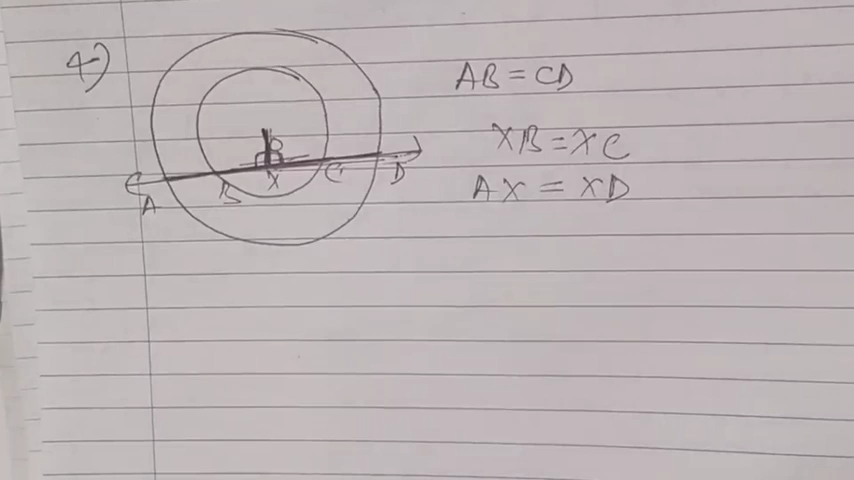 4)
AB = CD
XB = XC
AX = XD
A B X C D